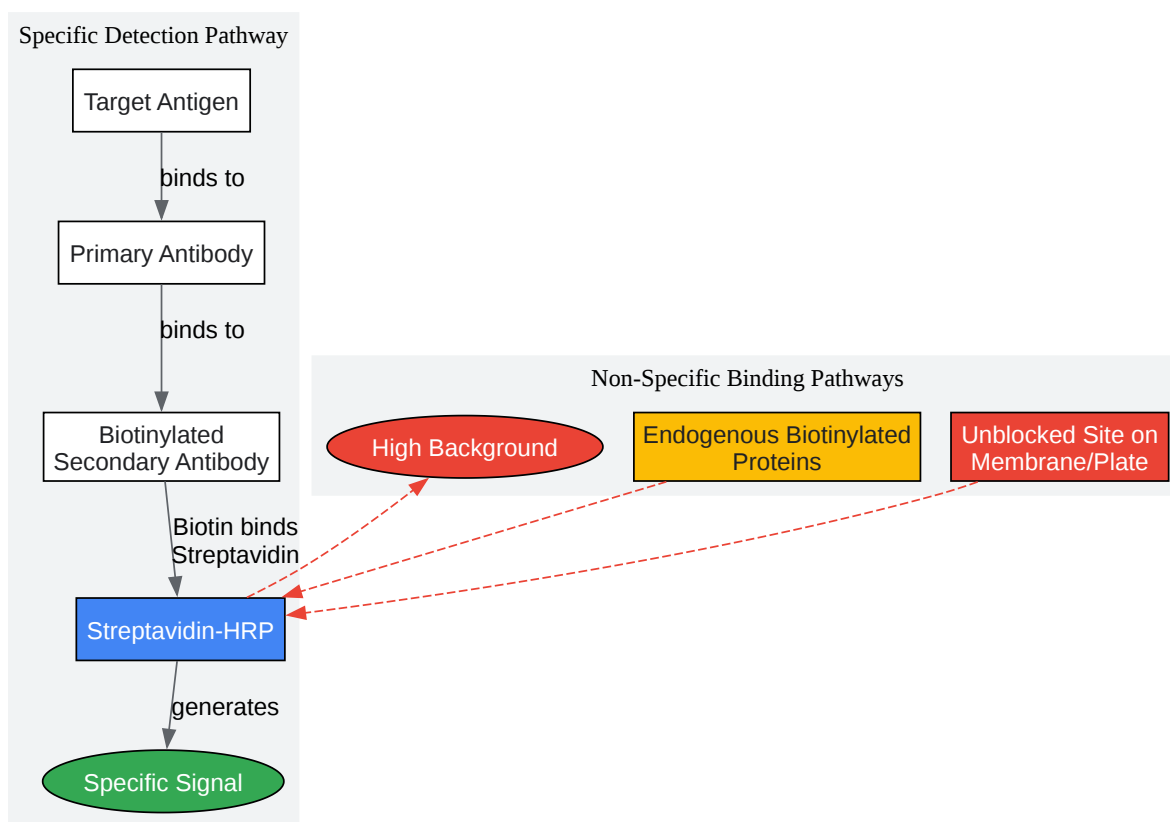 Specific Detection Pathway
Target Antigen
binds to
Primary Antibody
binds to
Biotinylated
Secondary Antibody
Biotin binds
Streptavidin
Streptavidin-HRP
generates
Specific Signal
Non-Specific Binding Pathways
High Background
Endogenous Biotinylated
Proteins
Unblocked Site on
Membrane/Plate